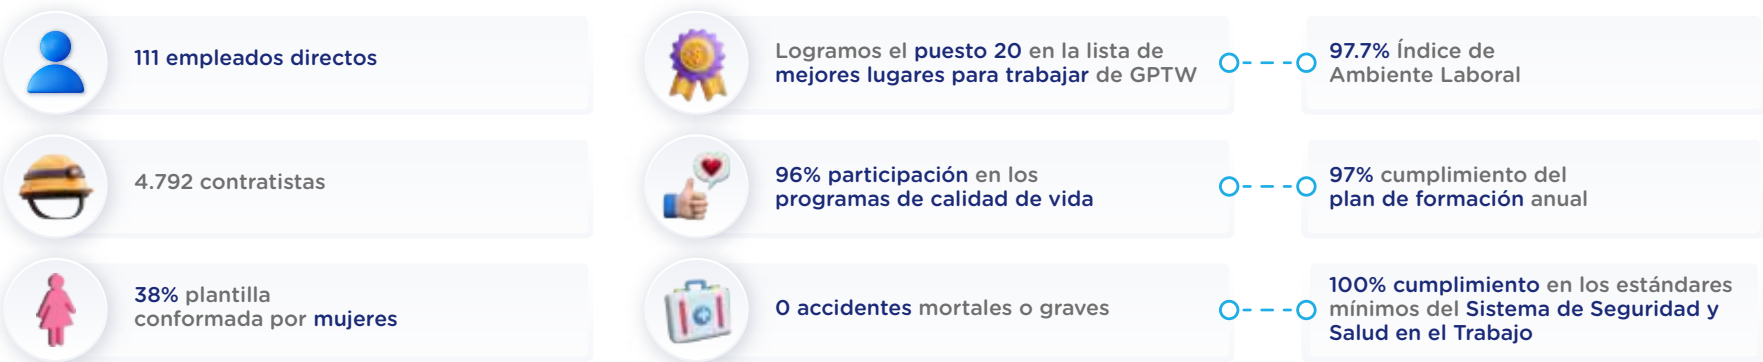 111 empleados directos
Logramos el puesto 20 en la lista de
mejores lugares para trabajar de GPTW
97.7% Índice de
Ambiente Laboral
4.792 contratistas
96% participación en los
programas de calidad de vida
97% cumplimiento del
plan de formación anual
38% plantilla
conformada por mujeres
0 accidentes mortales o graves
100% cumplimiento en los estándares
mínimos del Sistema de Seguridad y
Salud en el Trabajo